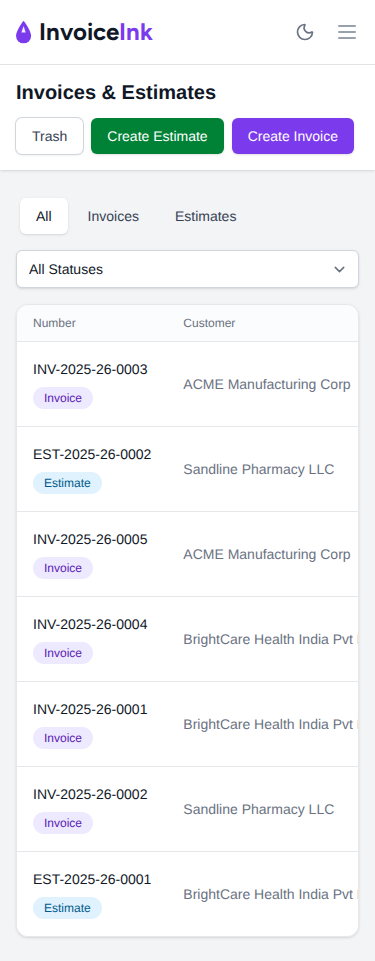 InvoiceInk
Invoices & Estimates
Trash
Create Estimate
Create Invoice
All
Invoices
Estimates
All Statuses
Number Customer
INV-2025-26-0003
Invoice
ACME Manufacturing Corp
EST-2025-26-0002
Estimate
Sandline Pharmacy LLC
INV-2025-26-0005
Invoice
ACME Manufacturing Corp
INV-2025-26-0004
Invoice
BrightCare Health India Pvt
INV-2025-26-0001
Invoice
BrightCare Health India Pvt
INV-2025-26-0002
Invoice
Sandline Pharmacy LLC
EST-2025-26-0001
Estimate
BrightCare Health India Pvt